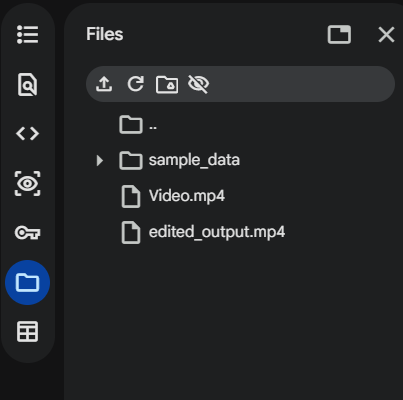 Files
..
sample_data
Video.mp4
edited_output.mp4